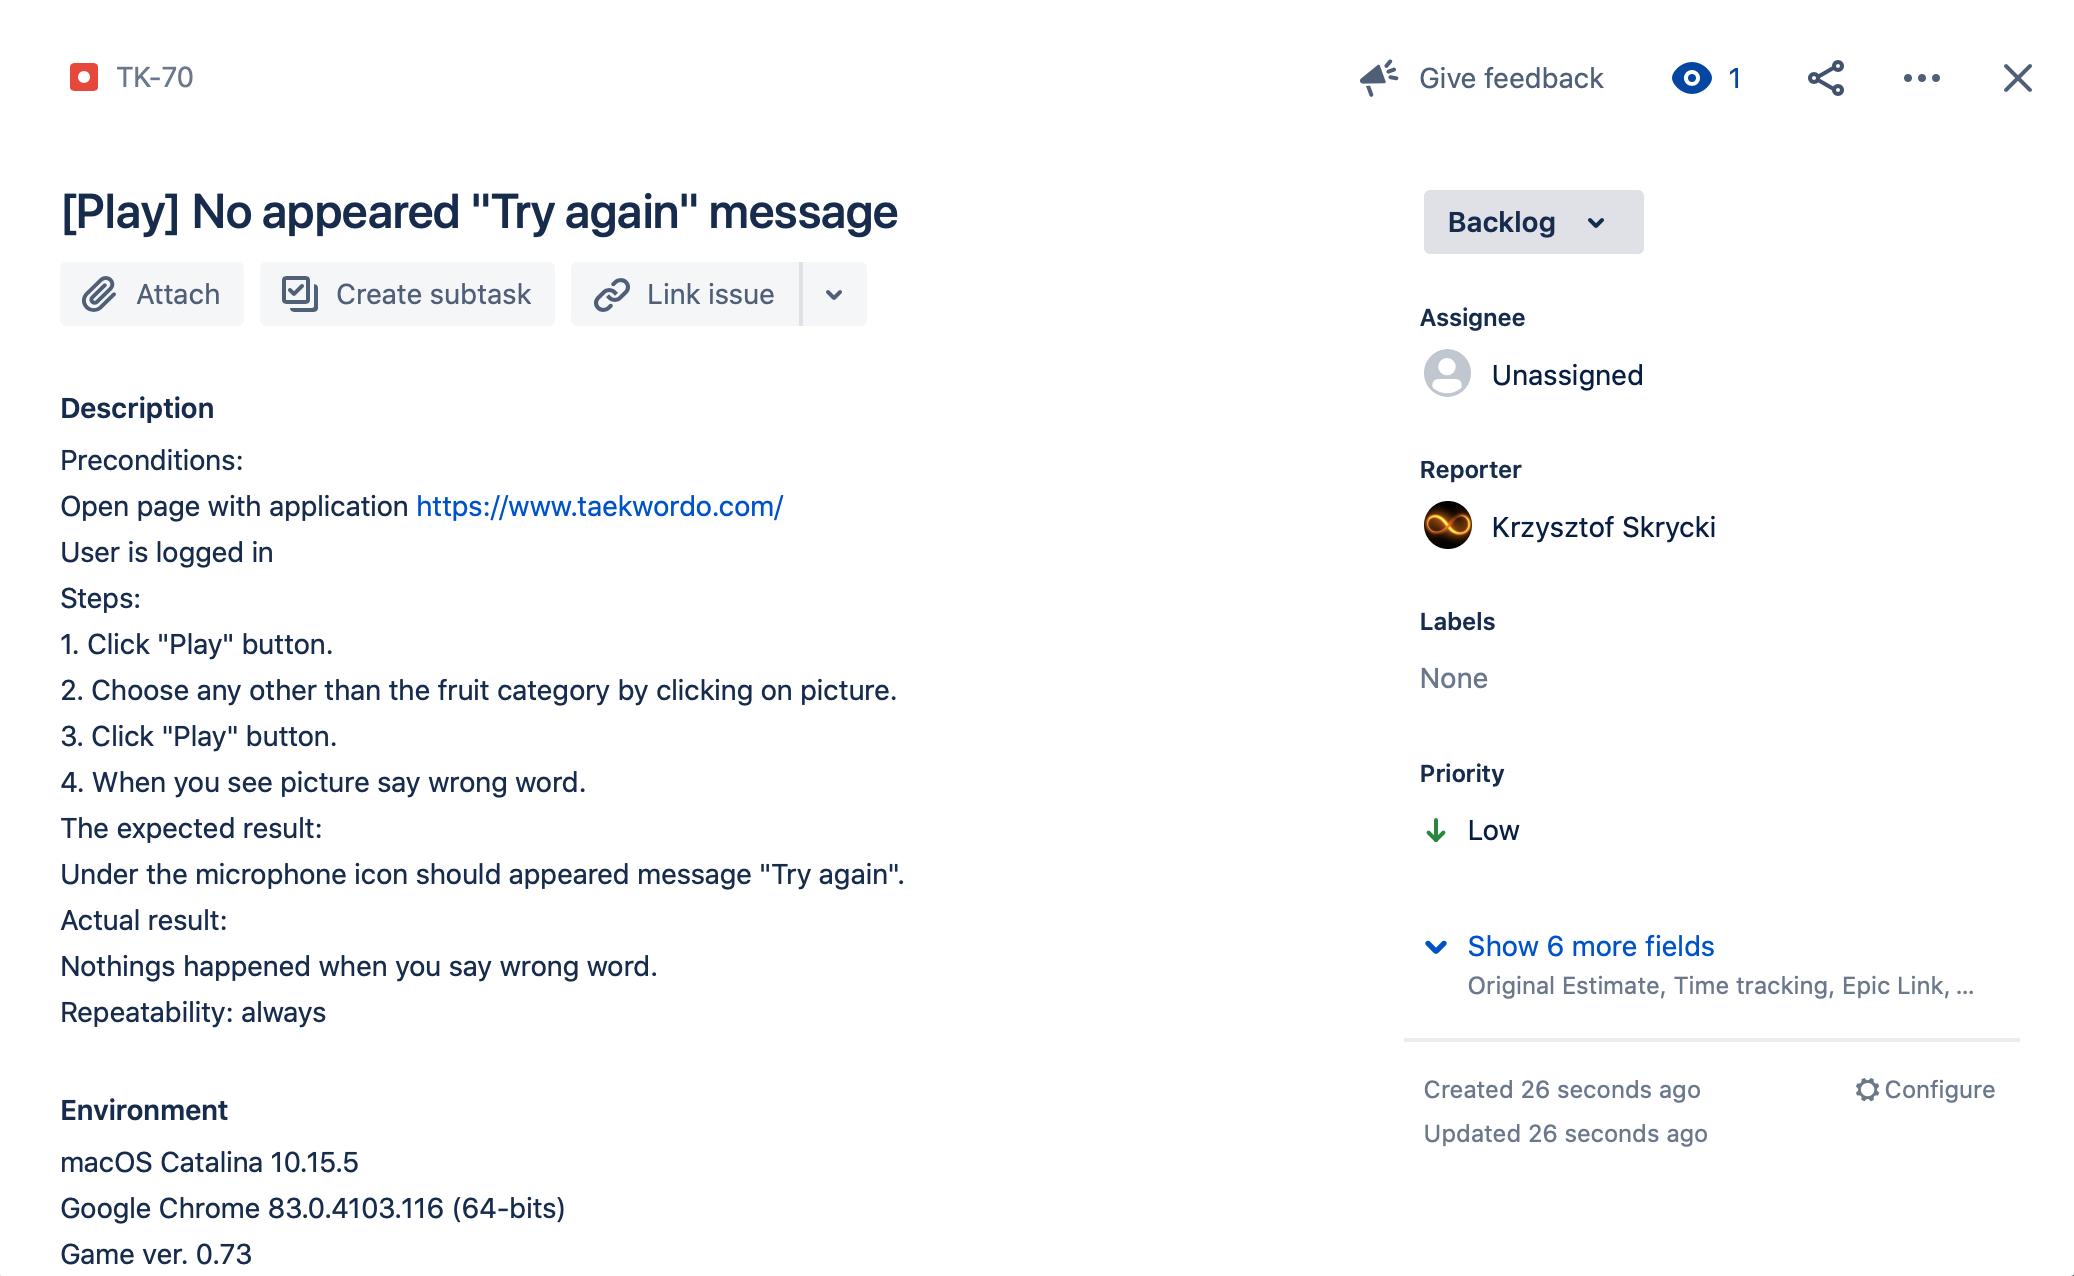 TK-70
Give feedback
1
[Play] No appeared "Try again" message
Attach
Create subtask
Link issue
Description
Preconditions:
Open page with application https://www.taekwordo.com/
User is logged in
Steps:
1. Click "Play" button.
2. Choose any other than the fruit category by clicking on picture.
3. Click "Play" button.
4. When you see picture say wrong word.
The expected result:
Under the microphone icon should appeared message "Try again".
Actual result:
Nothings happened when you say wrong word.
Repeatability: always
Environment
macOS Catalina 10.15.5
Google Chrome 83.0.4103.116 (64-bits)
Game ver. 0.73
Backlog
Assignee
Unassigned
Reporter
Krzysztof Skrycki
Labels
None
Priority
Low
Show 6 more fields
Original Estimate, Time tracking, Epic Link, ...
Created 26 seconds ago
Configure
Updated 26 seconds ago